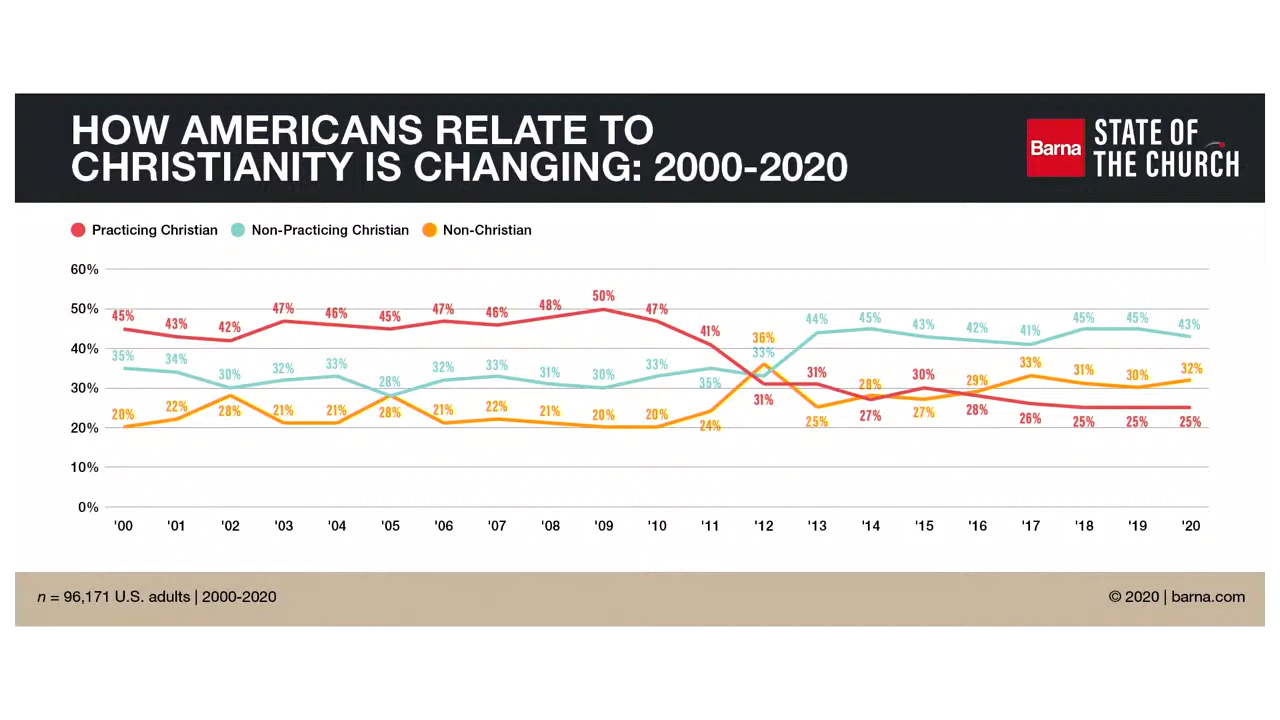 HOW AMERICANS RELATE TO
CHRISTIANITY IS CHANGING: 2000-2020
Barna
STATE OF
THE CHURCH
Practicing Christian
Non-Practicing Christian
Non-Christian
60%
50%
40%
30%
20%
10%
0%
45% 43% 42% 47% 46% 45% 47% 46% 48% 50% 47% 41% 31% 31% 27% 30% 28% 26% 25% 25% 25%
35% 34% 30% 32% 33% 28% 32% 33% 31% 30% 33% 35% 33% 44% 45% 43% 42% 41% 45% 45% 43%
20% 22% 28% 21% 21% 28% 21% 22% 21% 20% 20% 24% 36% 25% 28% 27% 29% 33% 31% 30% 32%
'00 '01 '02 '03 '04 '05 '06 '07 '08 '09 '10 '11 '12 '13 '14 '15 '16 '17 '18 '19 '20
n = 96,171 U.S. adults | 2000-2020
© 2020 | barna.com